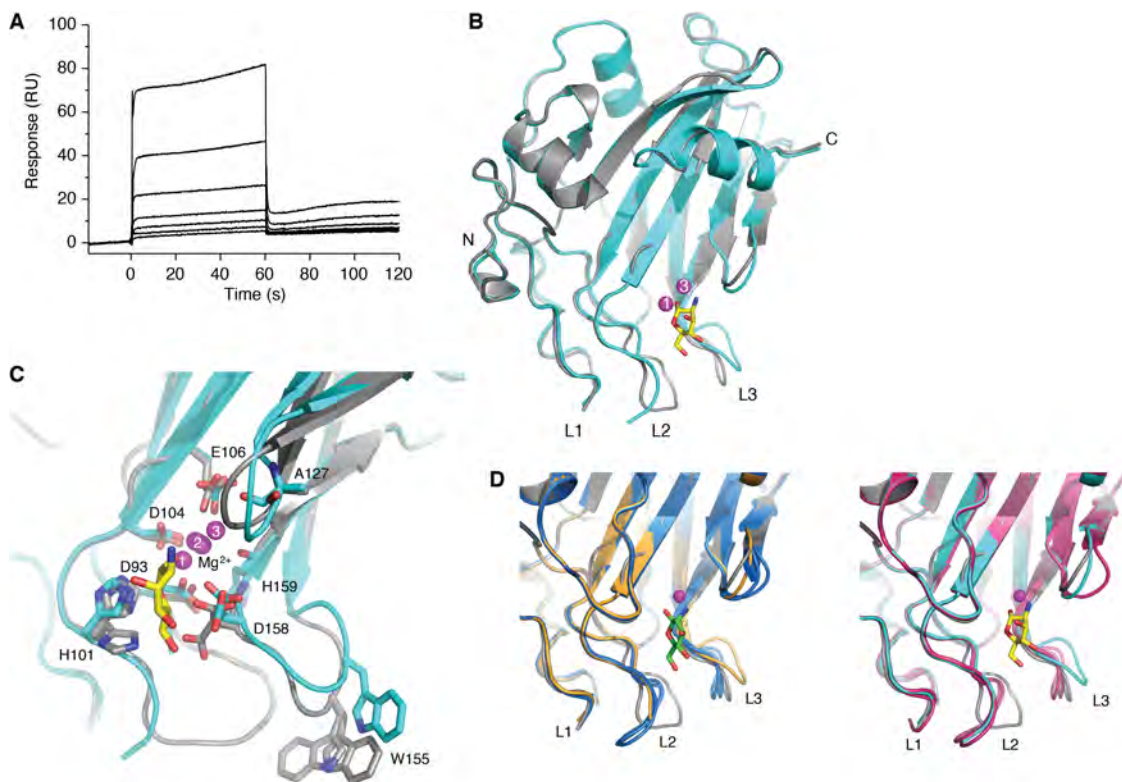 A
Response (RU)
100
80
60
40
20
0
0 20 40 60 80 100 120
Time (s)
B
N
C
1
3
L1
L2
L3
C
E106
A127
D104
3
2
1
Mg2+
D93
H159
H101
D158
W155
D
L1
L2
L3
L1
L2
L3